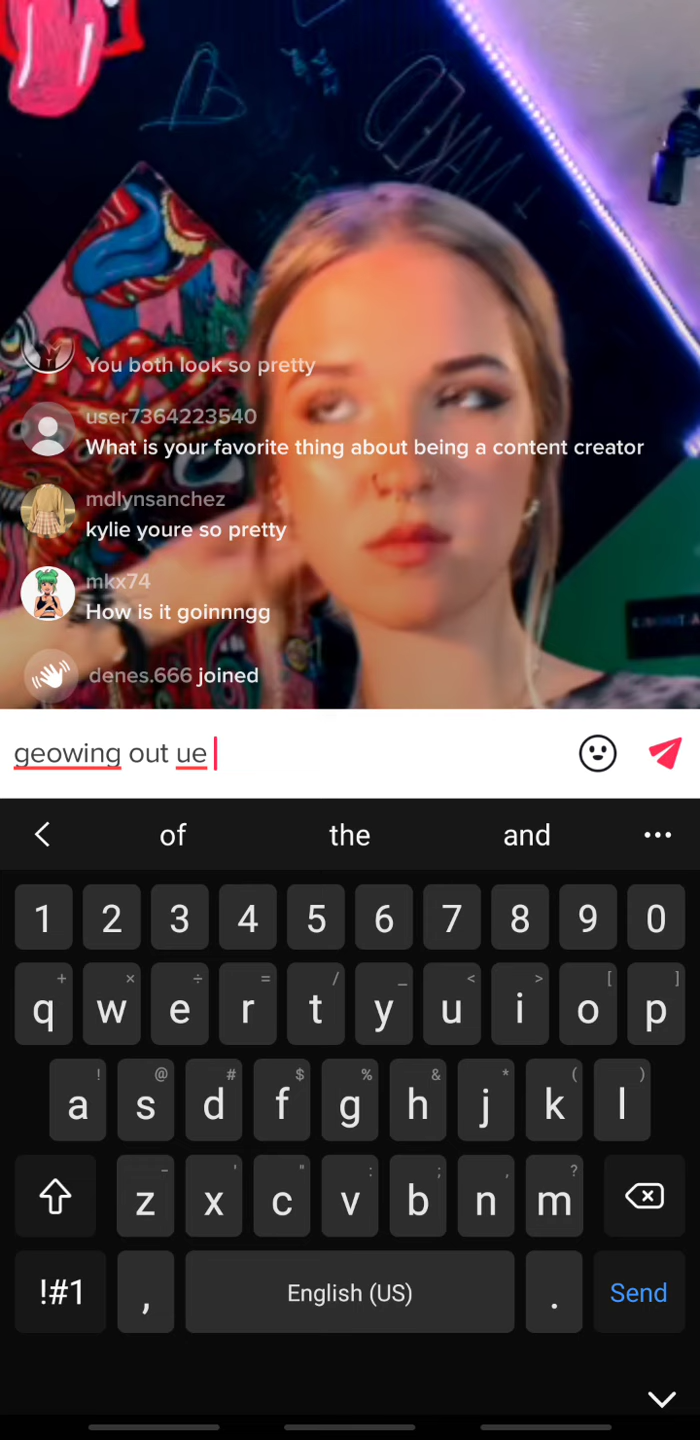 You both look so pretty
user7364223540
What is your favorite thing about being a content creator
mdlynsanchez
kylie youre so pretty
mkx74
How is it goinnngg
denes.666 joined
geowing out ue
of the and
1 2 3 4 5 6 7 8 9 0
+ × ÷ = / _ < > [ ]
q w e r t y u i o p
! @ # $ % & * ( )
a s d f g h j k l
- ' " : ; , ?
z x c v b n m
!#1 , English (US) . Send